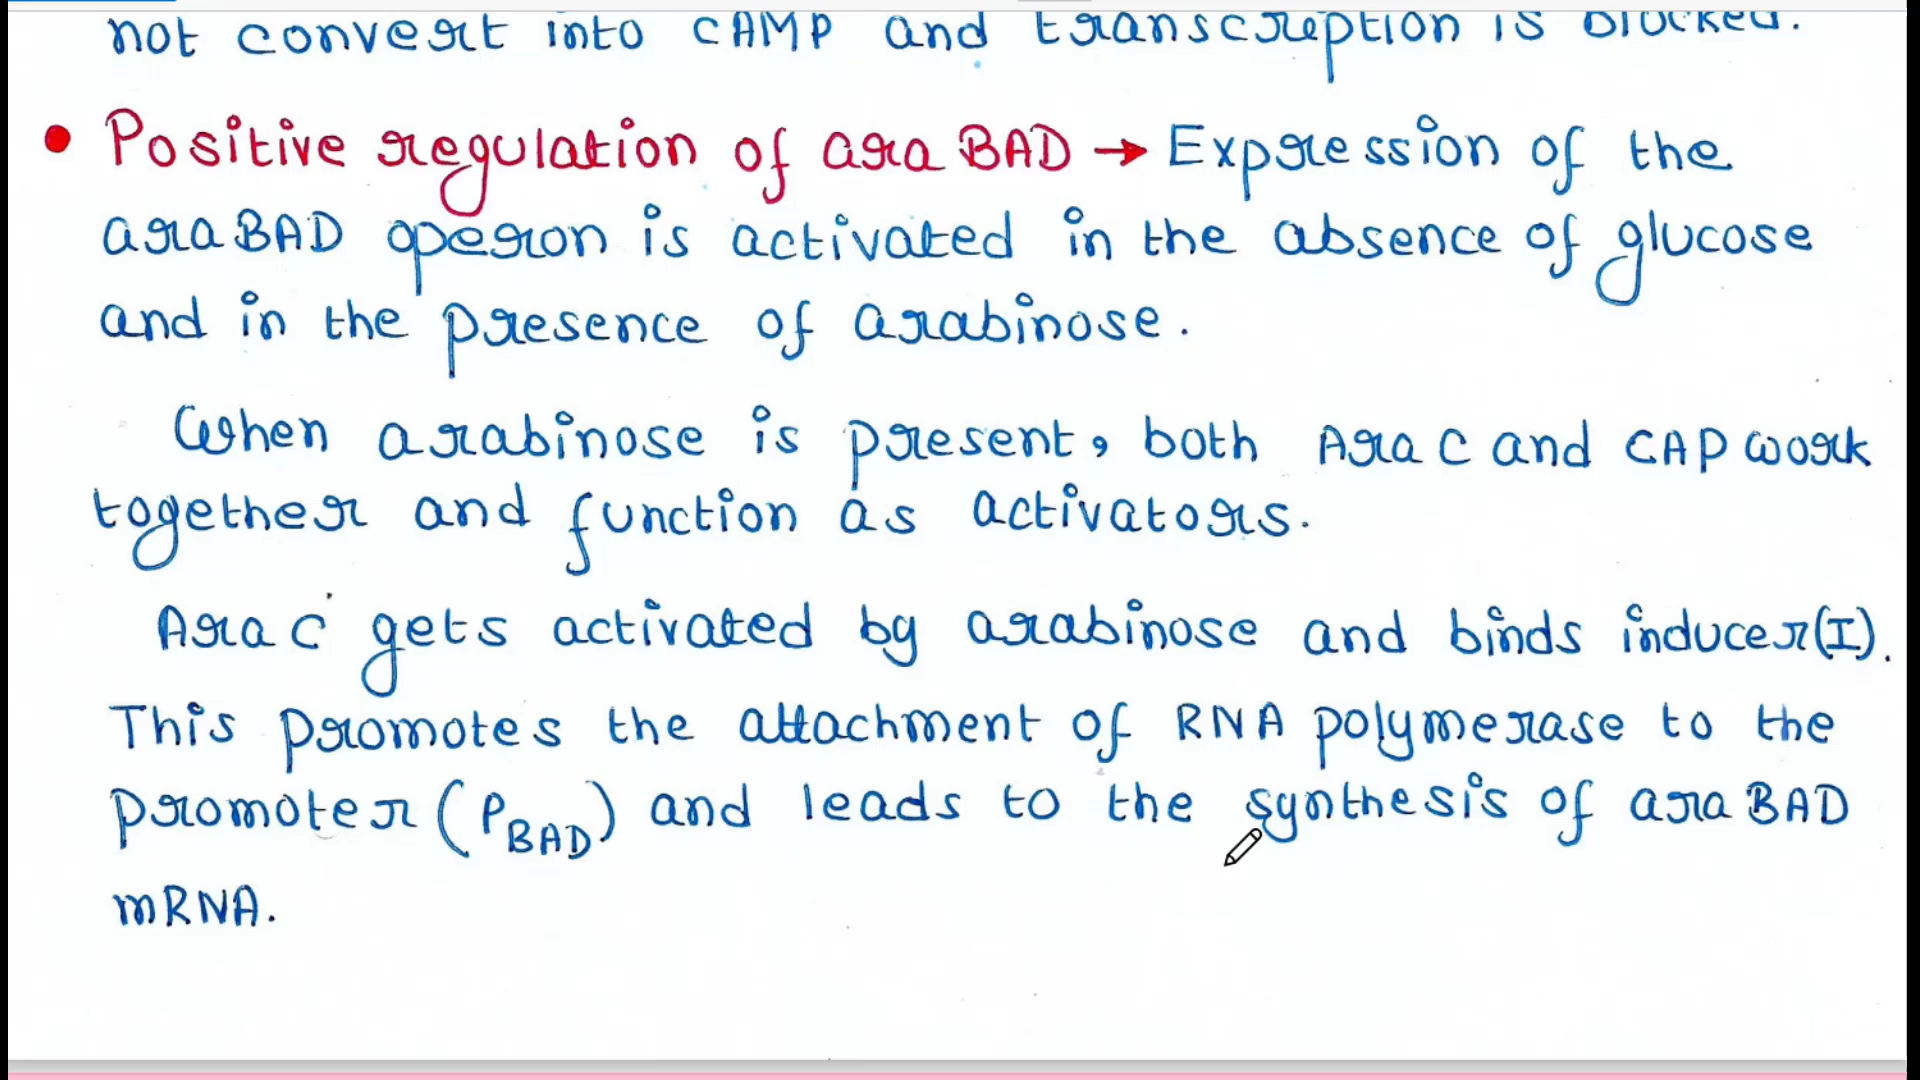 not convert into CAMP and transcription is blocked.
• Positive regulation of ara BAD → Expression of the
araBAD operon is activated in the absence of glucose
and in the presence of arabinose.
When arabinose is present, both Ara C and CAP work
together and function as activators.
Ara C gets activated by arabinose and binds inducer(I).
This promotes the attachment of RNA polymerase to the
promoter (PBAD) and leads to the synthesis of ara BAD
mRNA.